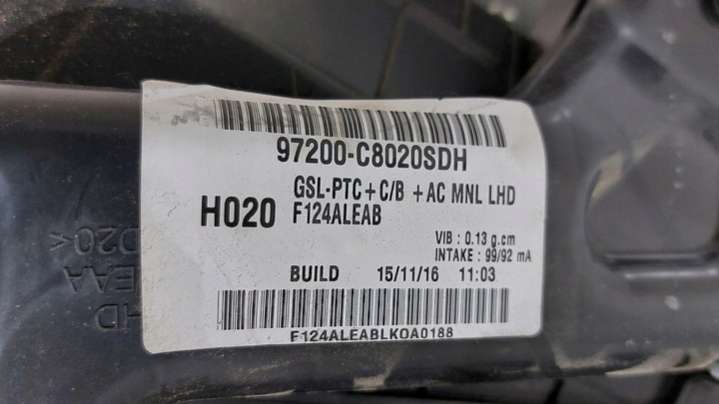 97200-C8020SDH
GSL-PTC+C/B +AC MNL LHD
H020 F124ALEAB
VIB : 0.13 g.cm
INTAKE : 99/92 mA
BUILD 15/11/16 11:03
F124ALEABLKOA0188